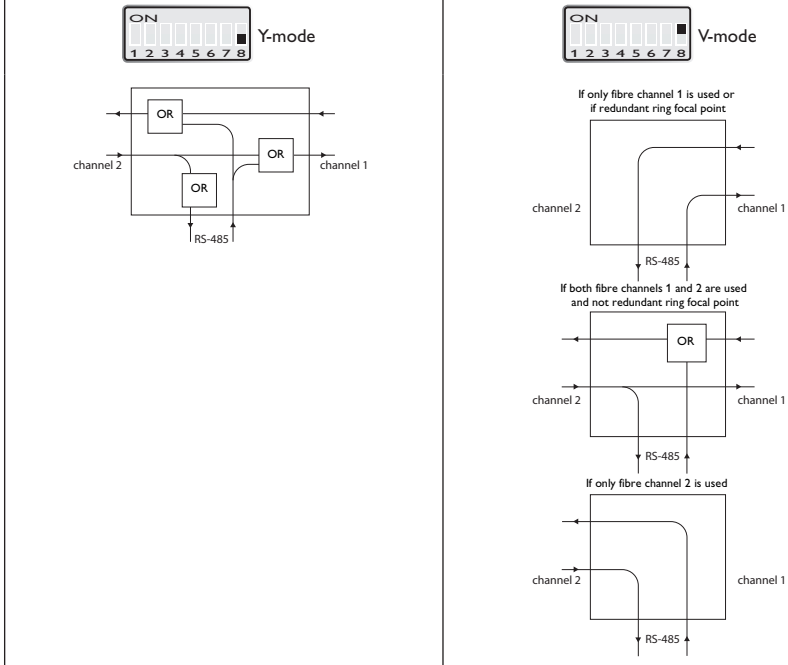 ON
1 2 3 4 5 6 7 8
Y-mode
OR
OR
channel 2
channel 1
OR
RS-485
ON
1 2 3 4 5 6 7 8
V-mode
If only fibre channel 1 is used or
if redundant ring focal point
channel 2
channel 1
RS-485
If both fibre channels 1 and 2 are used
and not redundant ring focal point
OR
channel 2
channel 1
RS-485
If only fibre channel 2 is used
channel 2
channel 1
RS-485